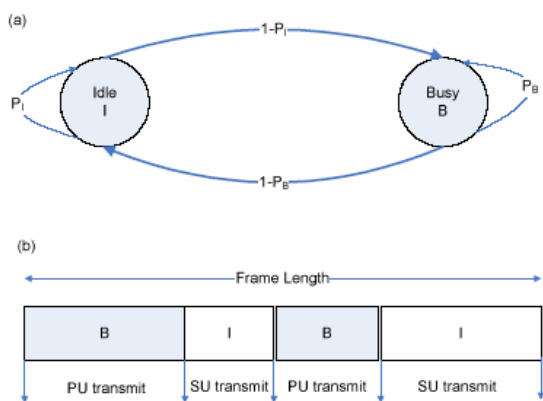 (a)
1-P_I
Idle
I
Busy
B
P_I
P_B
1-P_B
(b)
Frame Length
B
I
B
I
PU transmit
SU transmit
PU transmit
SU transmit